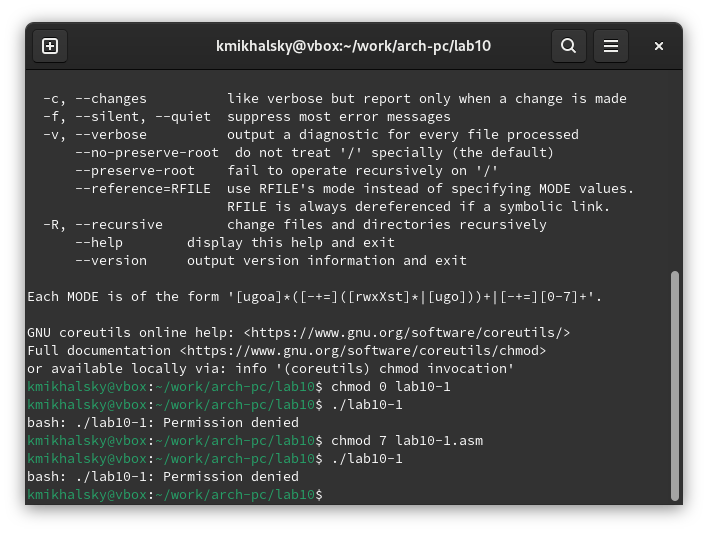 kmikhalsky@vbox:~/work/arch-pc/lab10
  -c, --changes          like verbose but report only when a change is made
  -f, --silent, --quiet  suppress most error messages
  -v, --verbose          output a diagnostic for every file processed
      --no-preserve-root  do not treat '/' specially (the default)
      --preserve-root    fail to operate recursively on '/'
      --reference=RFILE  use RFILE's mode instead of specifying MODE values.
                         RFILE is always dereferenced if a symbolic link.
  -R, --recursive        change files and directories recursively
      --help        display this help and exit
      --version     output version information and exit

Each MODE is of the form '[ugoa]*([-+=]([rwxXst]*|[ugo]))+|[-+=][0-7]+'.

GNU coreutils online help: <https://www.gnu.org/software/coreutils/>
Full documentation <https://www.gnu.org/software/coreutils/chmod>
or available locally via: info '(coreutils) chmod invocation'
kmikhalsky@vbox:~/work/arch-pc/lab10$ chmod 0 lab10-1
kmikhalsky@vbox:~/work/arch-pc/lab10$ ./lab10-1
bash: ./lab10-1: Permission denied
kmikhalsky@vbox:~/work/arch-pc/lab10$ chmod 7 lab10-1.asm
kmikhalsky@vbox:~/work/arch-pc/lab10$ ./lab10-1
bash: ./lab10-1: Permission denied
kmikhalsky@vbox:~/work/arch-pc/lab10$